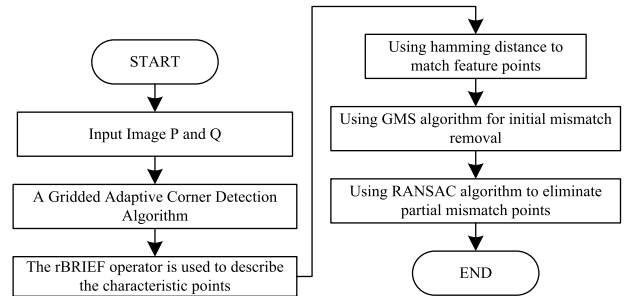 START
Input Image P and Q
A Gridded Adaptive Corner Detection
Algorithm
The rBRIEF operator is used to describe
the characteristic points
Using hamming distance to
match feature points
Using GMS algorithm for initial mismatch
removal
Using RANSAC algorithm to eliminate
partial mismatch points
END